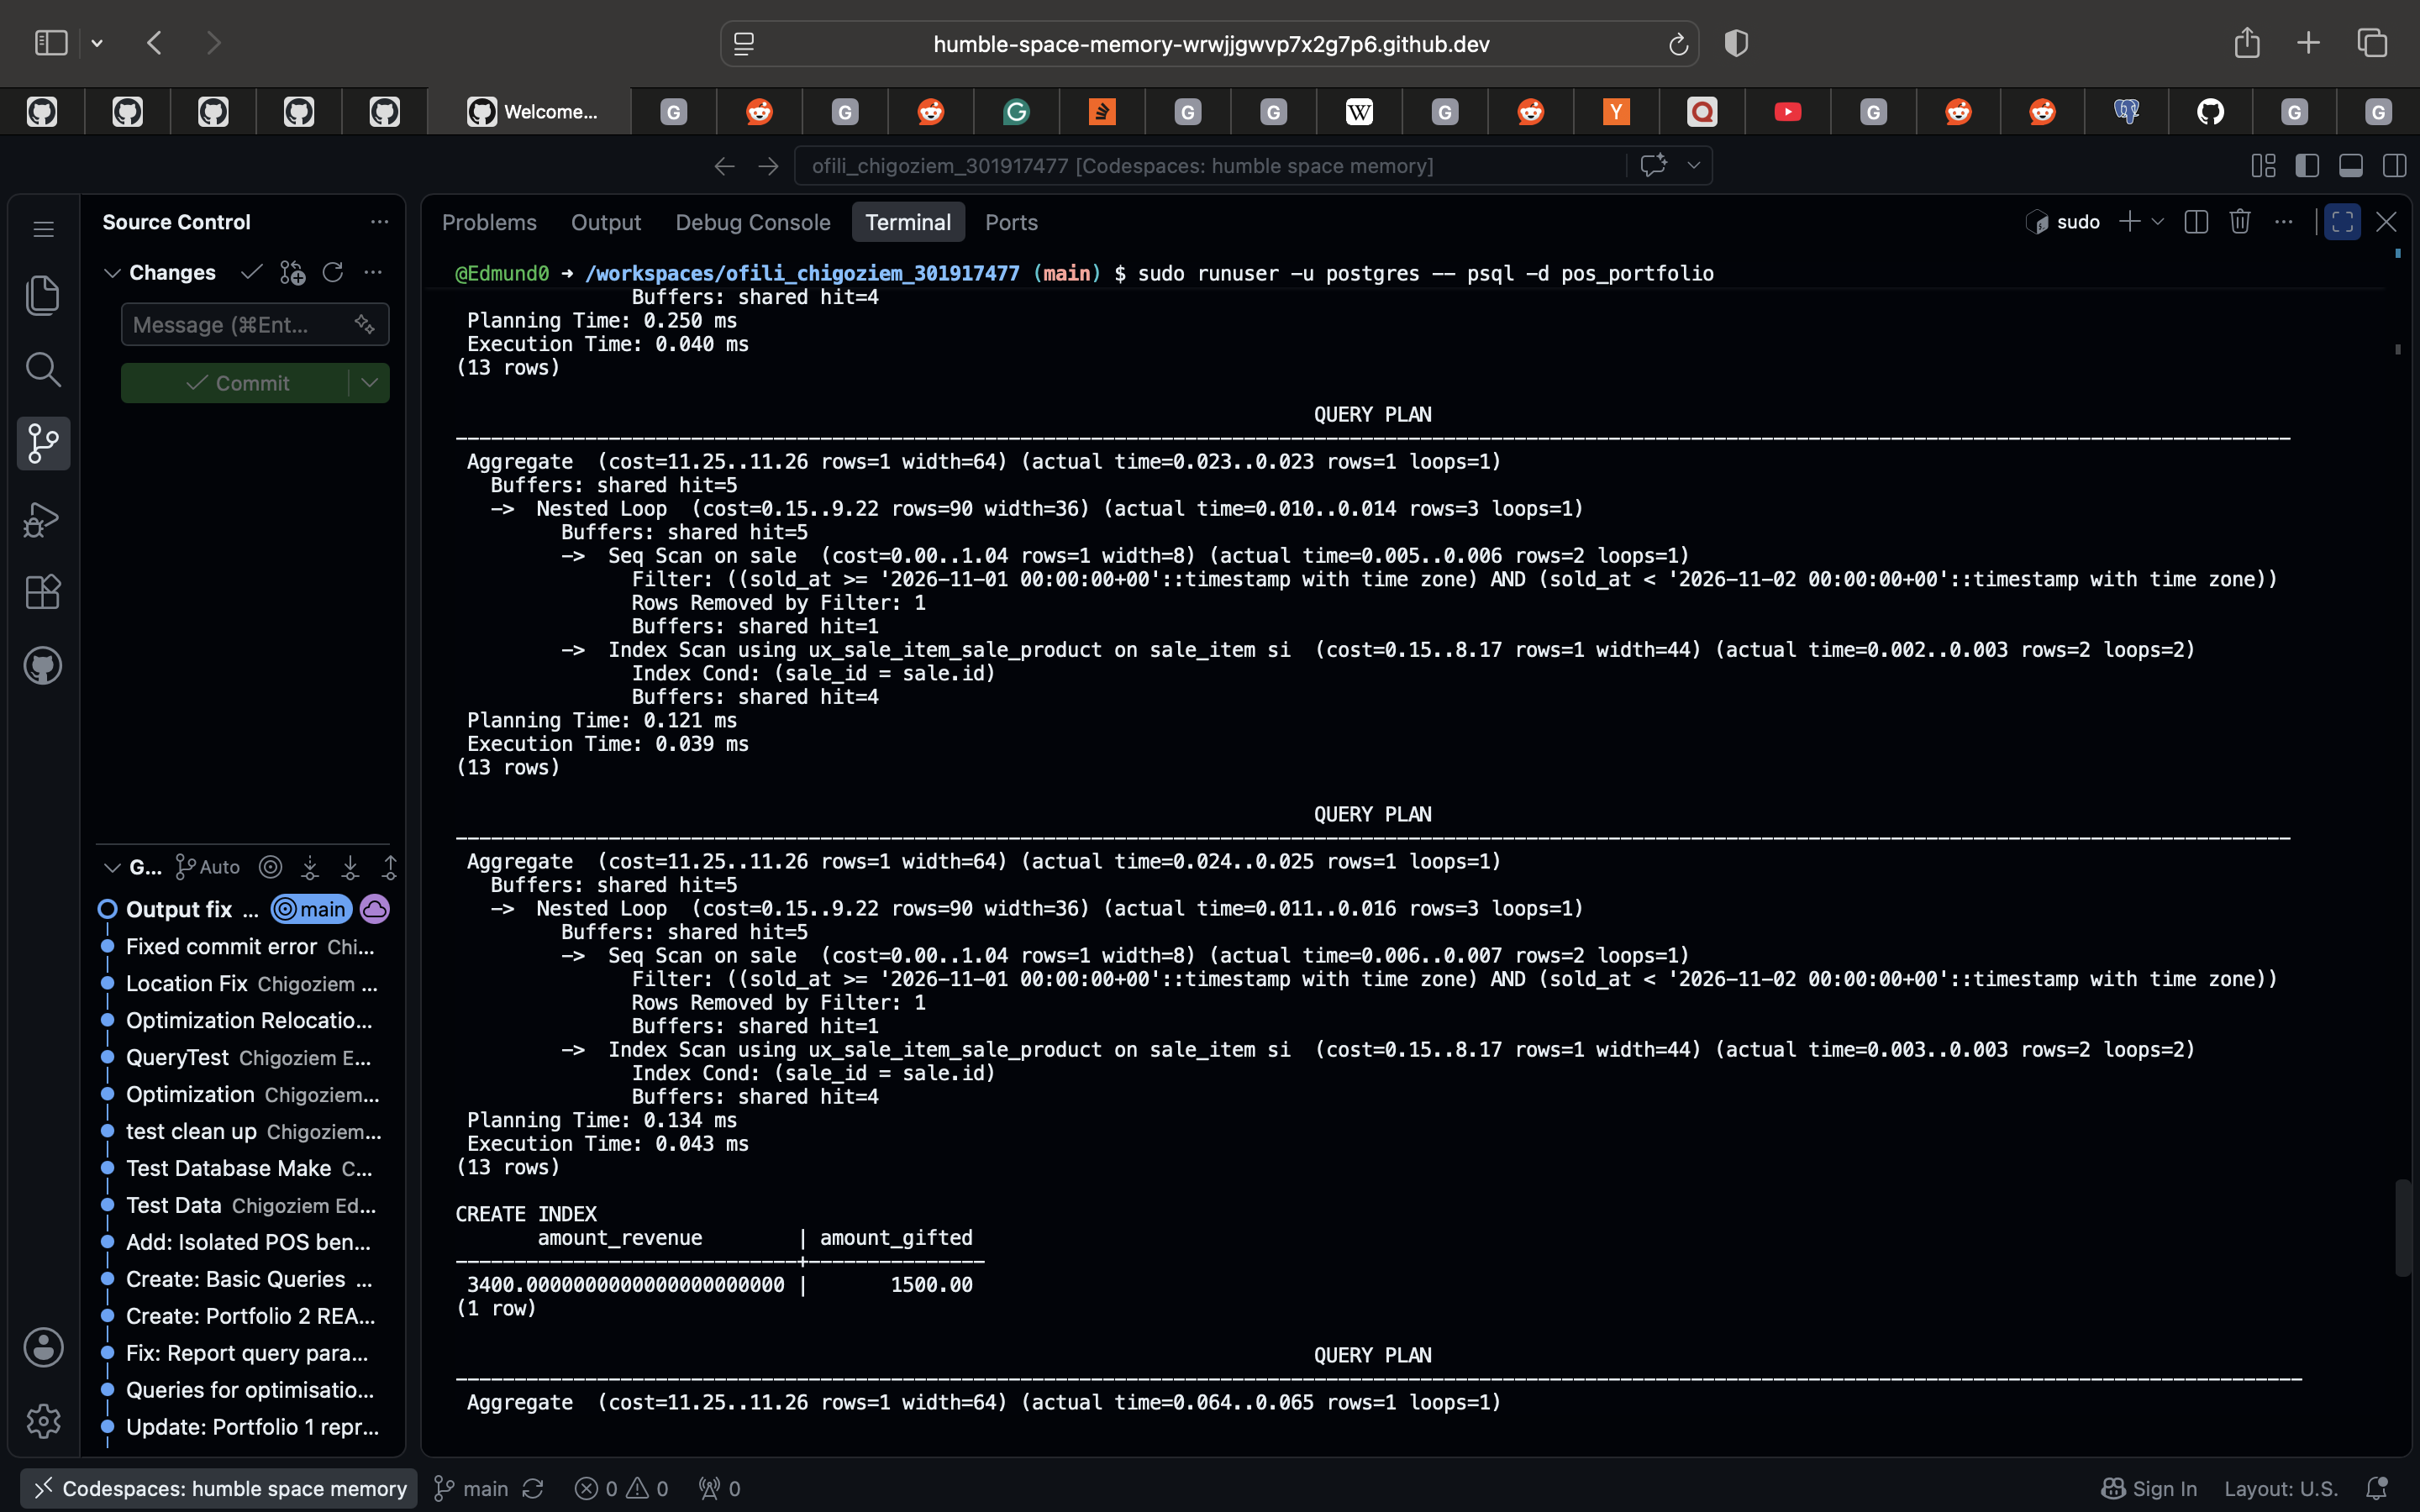 humble-space-memory-wrwjjgwvp7x2g7p6.github.dev
Welcome...
ofili_chigoziem_301917477 [Codespaces: humble space memory]
Source Control
Changes
Message (⌘Ent...
Commit
G...
Auto
Output fix ... main
Fixed commit error Chi...
Location Fix Chigoziem ...
Optimization Relocatio...
QueryTest Chigoziem E...
Optimization Chigoziem...
test clean up Chigoziem...
Test Database Make C...
Test Data Chigoziem Ed...
Add: Isolated POS ben...
Create: Basic Queries ...
Create: Portfolio 2 REA...
Fix: Report query para...
Queries for optimisatio...
Update: Portfolio 1 repr...
Problems Output Debug Console Terminal Ports
sudo
@Edmund0 ➜ /workspaces/ofili_chigoziem_301917477 (main) $ sudo runuser -u postgres -- psql -d pos_portfolio
Buffers: shared hit=4
Planning Time: 0.250 ms
Execution Time: 0.040 ms
(13 rows)
QUERY PLAN
Aggregate  (cost=11.25..11.26 rows=1 width=64) (actual time=0.023..0.023 rows=1 loops=1)
Buffers: shared hit=5
->  Nested Loop  (cost=0.15..9.22 rows=90 width=36) (actual time=0.010..0.014 rows=3 loops=1)
Buffers: shared hit=5
->  Seq Scan on sale  (cost=0.00..1.04 rows=1 width=8) (actual time=0.005..0.006 rows=2 loops=1)
Filter: ((sold_at >= '2026-11-01 00:00:00+00'::timestamp with time zone) AND (sold_at < '2026-11-02 00:00:00+00'::timestamp with time zone))
Rows Removed by Filter: 1
Buffers: shared hit=1
->  Index Scan using ux_sale_item_sale_product on sale_item si  (cost=0.15..8.17 rows=1 width=44) (actual time=0.002..0.003 rows=2 loops=2)
Index Cond: (sale_id = sale.id)
Buffers: shared hit=4
Planning Time: 0.121 ms
Execution Time: 0.039 ms
(13 rows)
QUERY PLAN
Aggregate  (cost=11.25..11.26 rows=1 width=64) (actual time=0.024..0.025 rows=1 loops=1)
Buffers: shared hit=5
->  Nested Loop  (cost=0.15..9.22 rows=90 width=36) (actual time=0.011..0.016 rows=3 loops=1)
Buffers: shared hit=5
->  Seq Scan on sale  (cost=0.00..1.04 rows=1 width=8) (actual time=0.006..0.007 rows=2 loops=1)
Filter: ((sold_at >= '2026-11-01 00:00:00+00'::timestamp with time zone) AND (sold_at < '2026-11-02 00:00:00+00'::timestamp with time zone))
Rows Removed by Filter: 1
Buffers: shared hit=1
->  Index Scan using ux_sale_item_sale_product on sale_item si  (cost=0.15..8.17 rows=1 width=44) (actual time=0.003..0.003 rows=2 loops=2)
Index Cond: (sale_id = sale.id)
Buffers: shared hit=4
Planning Time: 0.134 ms
Execution Time: 0.043 ms
(13 rows)
CREATE INDEX
amount_revenue | amount_gifted
3400.0000000000000000000000 | 1500.00
(1 row)
QUERY PLAN
Aggregate  (cost=11.25..11.26 rows=1 width=64) (actual time=0.064..0.065 rows=1 loops=1)
Codespaces: humble space memory main 0 0 0 Sign In Layout: U.S.